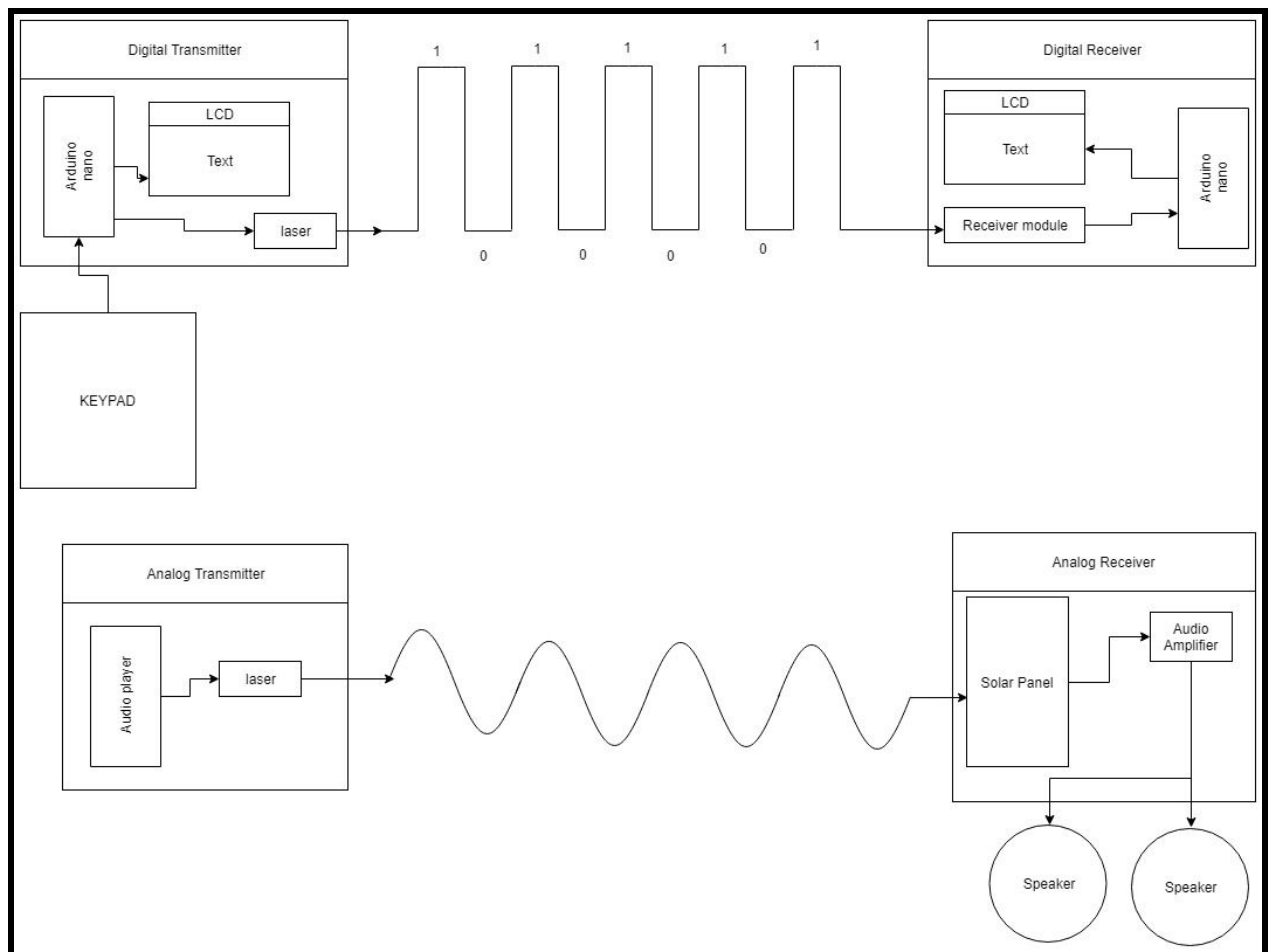 Digital Transmitter
LCD
Text
Arduino
nano
laser
KEYPAD
1
1
1
1
1
0
0
0
0
Digital Receiver
LCD
Text
Receiver module
Arduino
nano
Analog Transmitter
Audio player
laser
Analog Receiver
Solar Panel
Audio
Amplifier
Speaker
Speaker